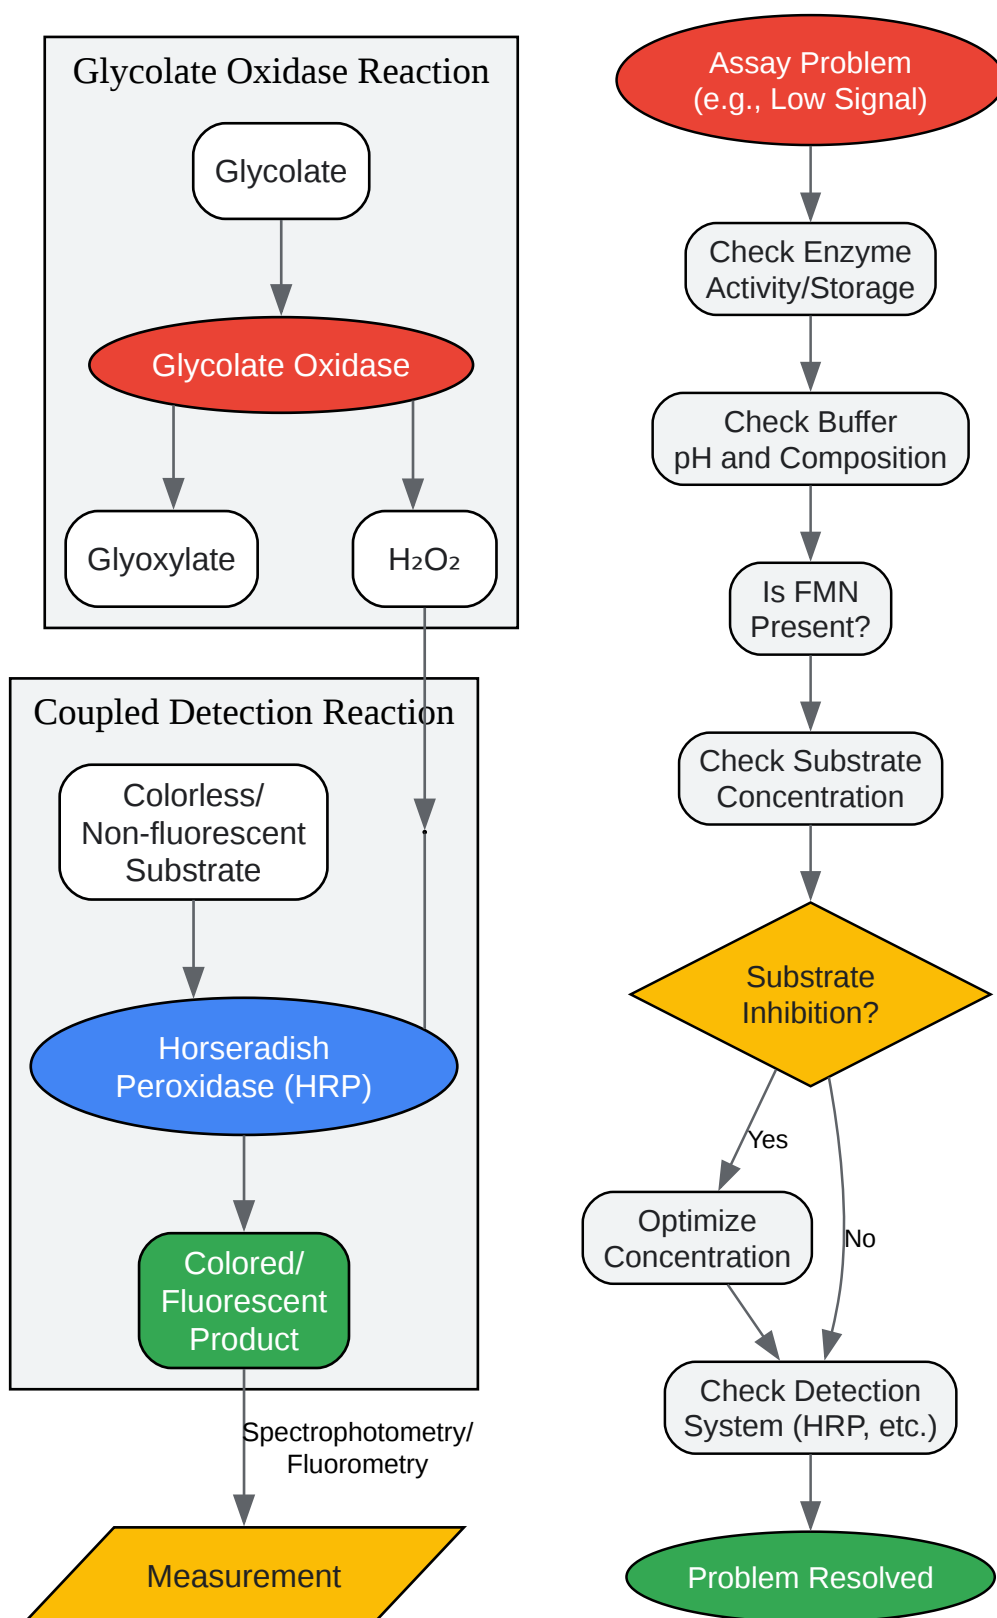 Glycolate Oxidase Reaction
Glycolate
Glycolate Oxidase
Glyoxylate
H₂O₂
Coupled Detection Reaction
Colorless/
Non-fluorescent
Substrate
Horseradish
Peroxidase (HRP)
Colored/
Fluorescent
Product
Spectrophotometry/
Fluorometry
Measurement
Assay Problem
(e.g., Low Signal)
Check Enzyme
Activity/Storage
Check Buffer
pH and Composition
Is FMN
Present?
Check Substrate
Concentration
Substrate
Inhibition?
Yes
No
Optimize
Concentration
Check Detection
System (HRP, etc.)
Problem Resolved